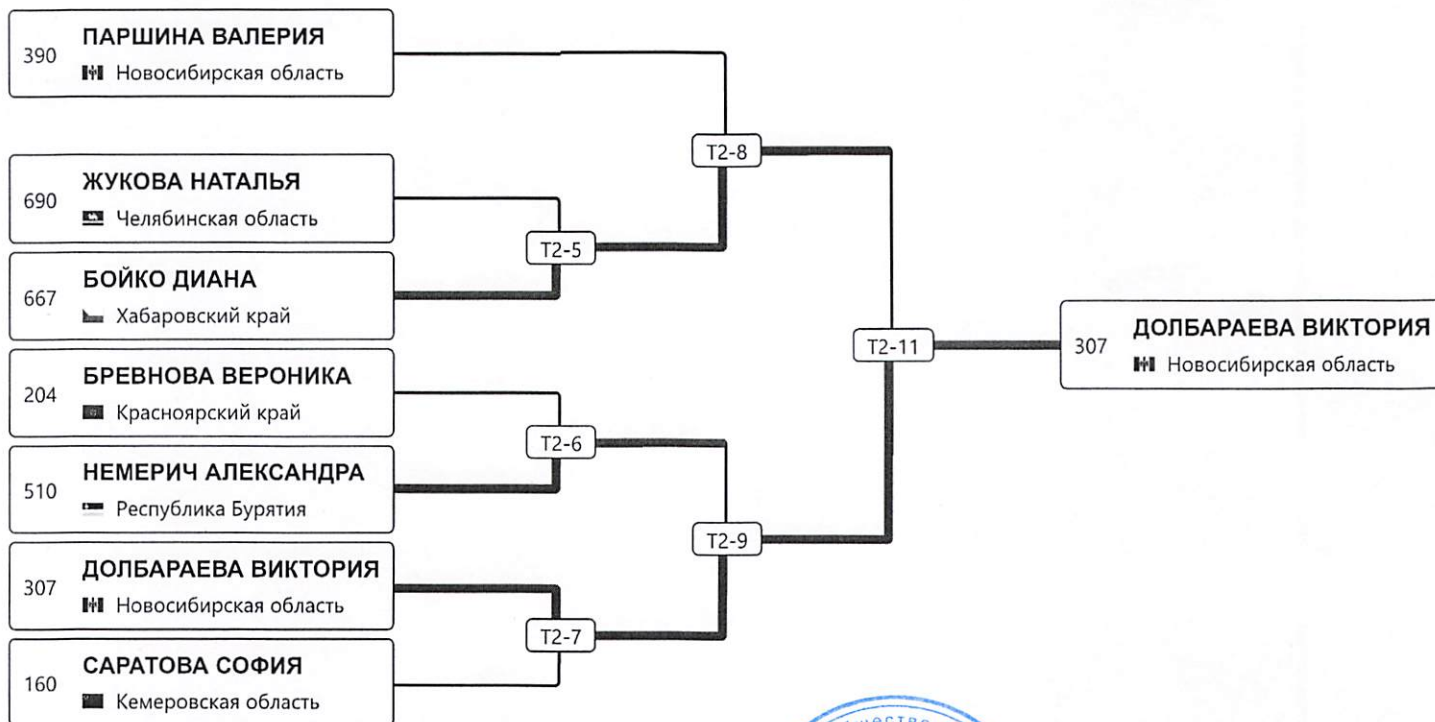 390
ПАРШИНА ВАЛЕРИЯ
Новосибирская область
690
ЖУКОВА НАТАЛЬЯ
Челябинская область
667
БОЙКО ДИАНА
Хабаровский край
204
БРЕВНОВА ВЕРОНИКА
Красноярский край
510
НЕМЕРИЧ АЛЕКСАНДРА
Республика Бурятия
307
ДОЛБАРАЕВА ВИКТОРИЯ
Новосибирская область
160
САРАТОВА СОФИЯ
Кемеровская область
T2-5
T2-6
T2-7
T2-8
T2-9
T2-11
307
ДОЛБАРАЕВА ВИКТОРИЯ
Новосибирская область